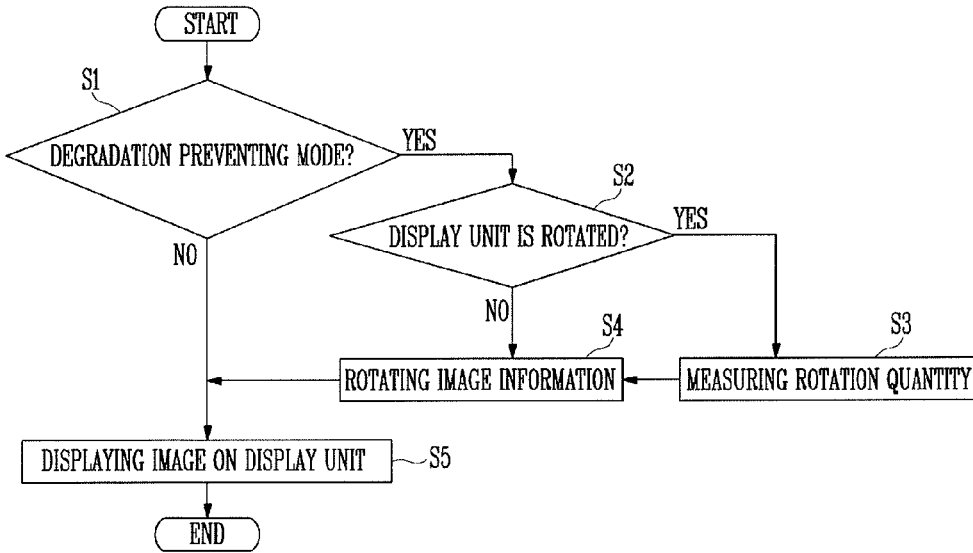 START
S1
DEGRADATION PREVENTING MODE?
YES
S2
DISPLAY UNIT IS ROTATED?
YES
NO
NO
S4
S3
ROTATING IMAGE INFORMATION
MEASURING ROTATION QUANTITY
DISPLAYING IMAGE ON DISPLAY UNIT
S5
END